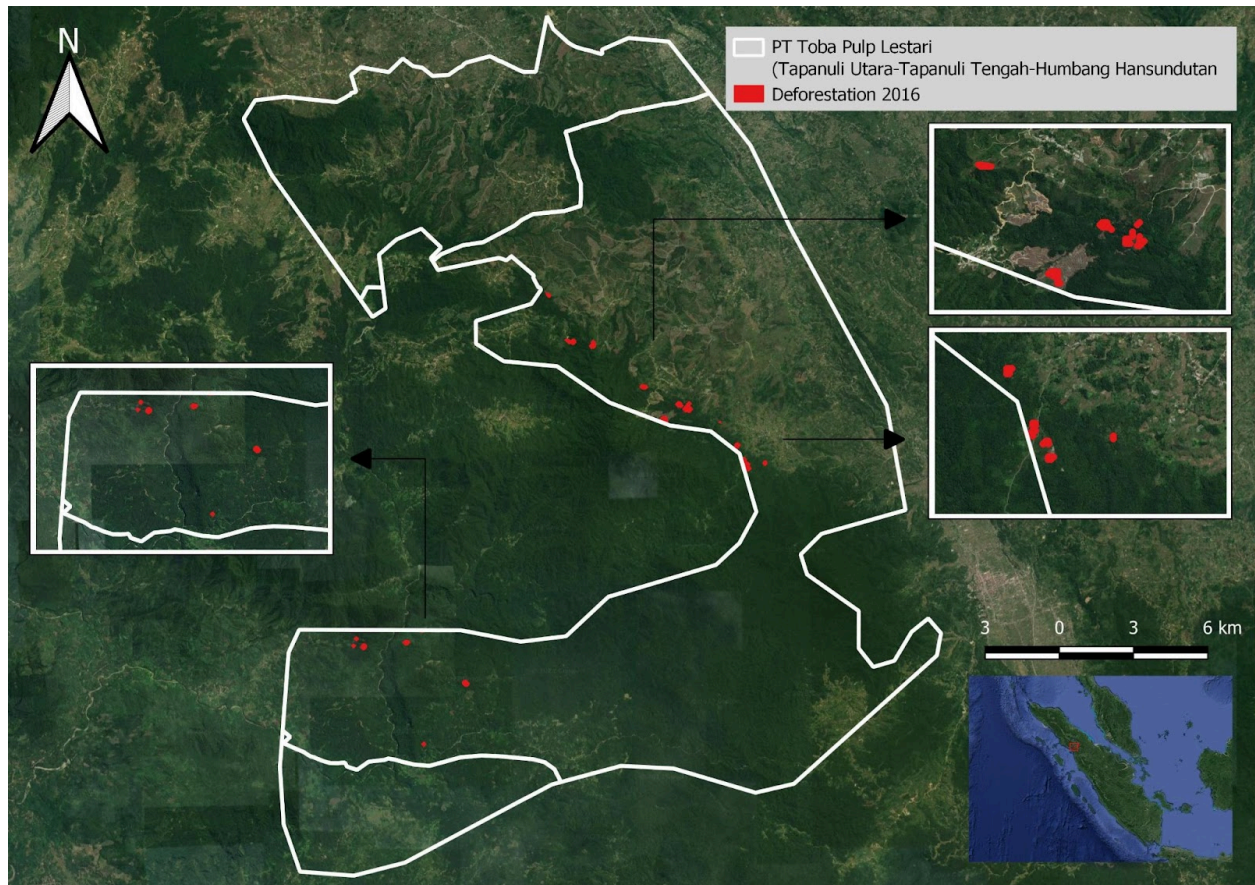 N
PT Toba Pulp Lestari
(Tapanuli Utara-Tapanuli Tengah-Humbang Hansundutan
Deforestation 2016
3 0 3 6 km